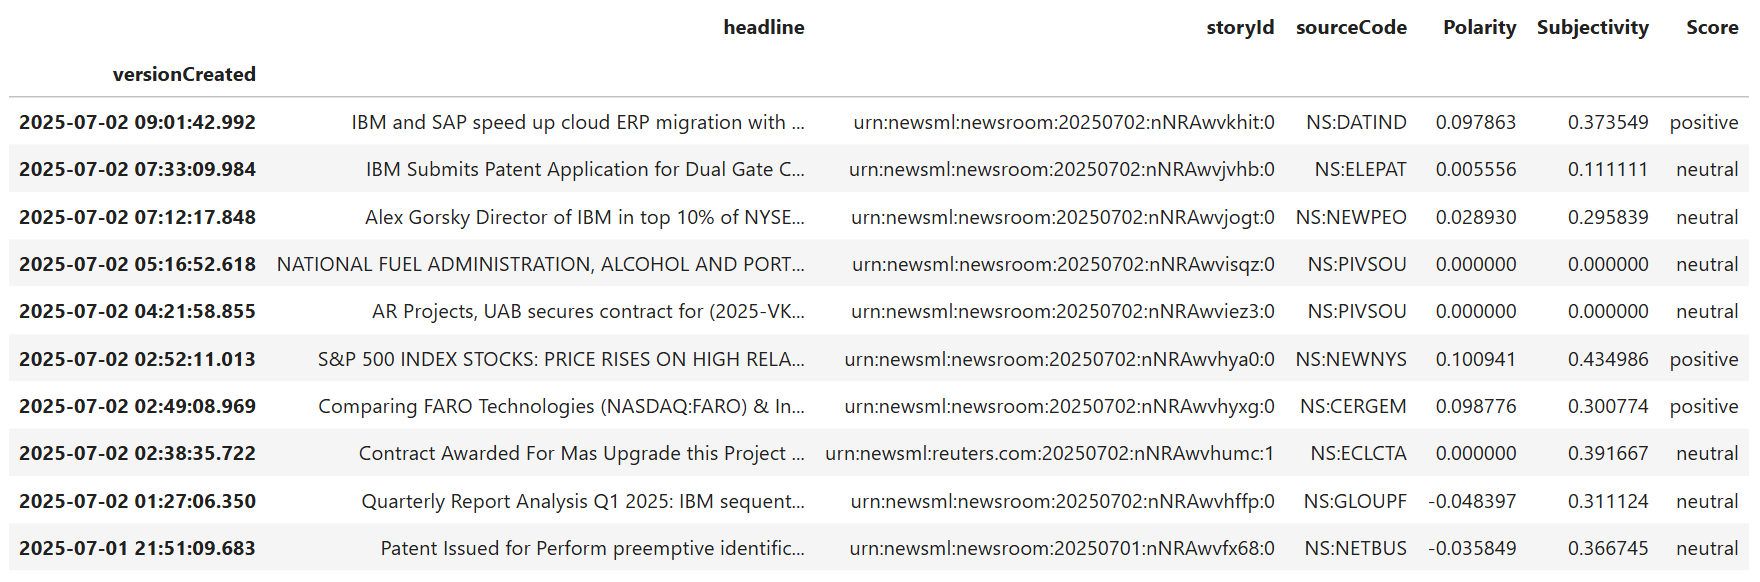 headline storyId sourceCode Polarity Subjectivity Score
versionCreated
2025-07-02 09:01:42.992 IBM and SAP speed up cloud ERP migration with ... urn:newsml:newsroom:20250702:nNRAwvkhit:0 NS:DATIND 0.097863 0.373549 positive
2025-07-02 07:33:09.984 IBM Submits Patent Application for Dual Gate C... urn:newsml:newsroom:20250702:nNRAwvjvhb:0 NS:ELEPAT 0.005556 0.111111 neutral
2025-07-02 07:12:17.848 Alex Gorsky Director of IBM in top 10% of NYSE... urn:newsml:newsroom:20250702:nNRAwvjogt:0 NS:NEWPEO 0.028930 0.295839 neutral
2025-07-02 05:16:52.618 NATIONAL FUEL ADMINISTRATION, ALCOHOL AND PORT... urn:newsml:newsroom:20250702:nNRAwvisqz:0 NS:PIVSOU 0.000000 0.000000 neutral
2025-07-02 04:21:58.855 AR Projects, UAB secures contract for (2025-VK... urn:newsml:newsroom:20250702:nNRAwviez3:0 NS:PIVSOU 0.000000 0.000000 neutral
2025-07-02 02:52:11.013 S&P 500 INDEX STOCKS: PRICE RISES ON HIGH RELA... urn:newsml:newsroom:20250702:nNRAwvhya0:0 NS:NEWNYS 0.100941 0.434986 positive
2025-07-02 02:49:08.969 Comparing FARO Technologies (NASDAQ:FARO) & In... urn:newsml:newsroom:20250702:nNRAwvhyxg:0 NS:CERGEM 0.098776 0.300774 positive
2025-07-02 02:38:35.722 Contract Awarded For Mas Upgrade this Project ... urn:newsml:reuters.com:20250702:nNRAwvhumc:1 NS:ECLCTA 0.000000 0.391667 neutral
2025-07-02 01:27:06.350 Quarterly Report Analysis Q1 2025: IBM sequent... urn:newsml:newsroom:20250702:nNRAwvhffp:0 NS:GLOUPF -0.048397 0.311124 neutral
2025-07-01 21:51:09.683 Patent Issued for Perform preemptive identific... urn:newsml:newsroom:20250701:nNRAwvfx68:0 NS:NETBUS -0.035849 0.366745 neutral